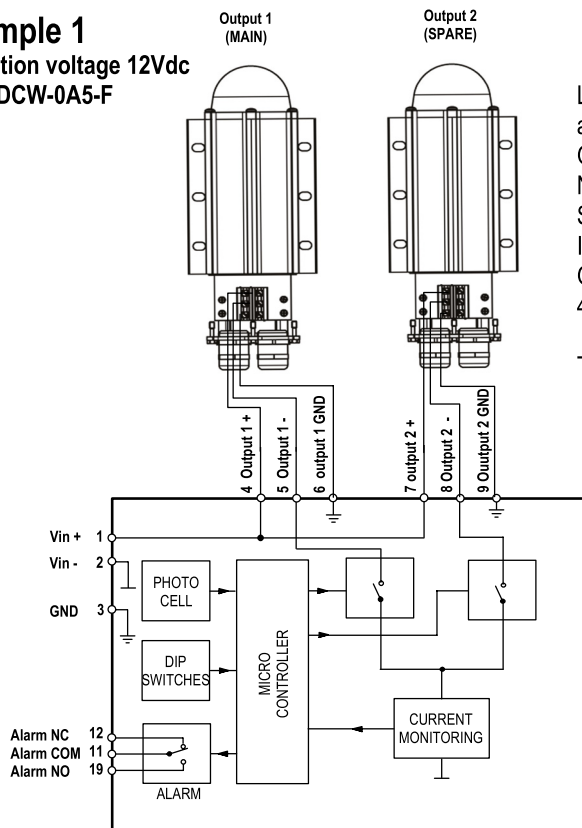 mple 1
tion voltage 12Vdc
DCW-0A5-F
Output 1
(MAIN)
Output 2
(SPARE)
4 Output 1 +
5 Output 1 -
6 output 1 GND
7 output 2 +
8 Output 2 -
9 Ouutput 2 GND
Vin + 1
Vin - 2
GND 3
PHOTO
CELL
DIP
SWITCHES
MICRO
CONTROLLER
CURRENT
MONITORING
Alarm NC 12
Alarm COM 11
Alarm NO 19
ALARM
L
a
C
N
S
I
C
4